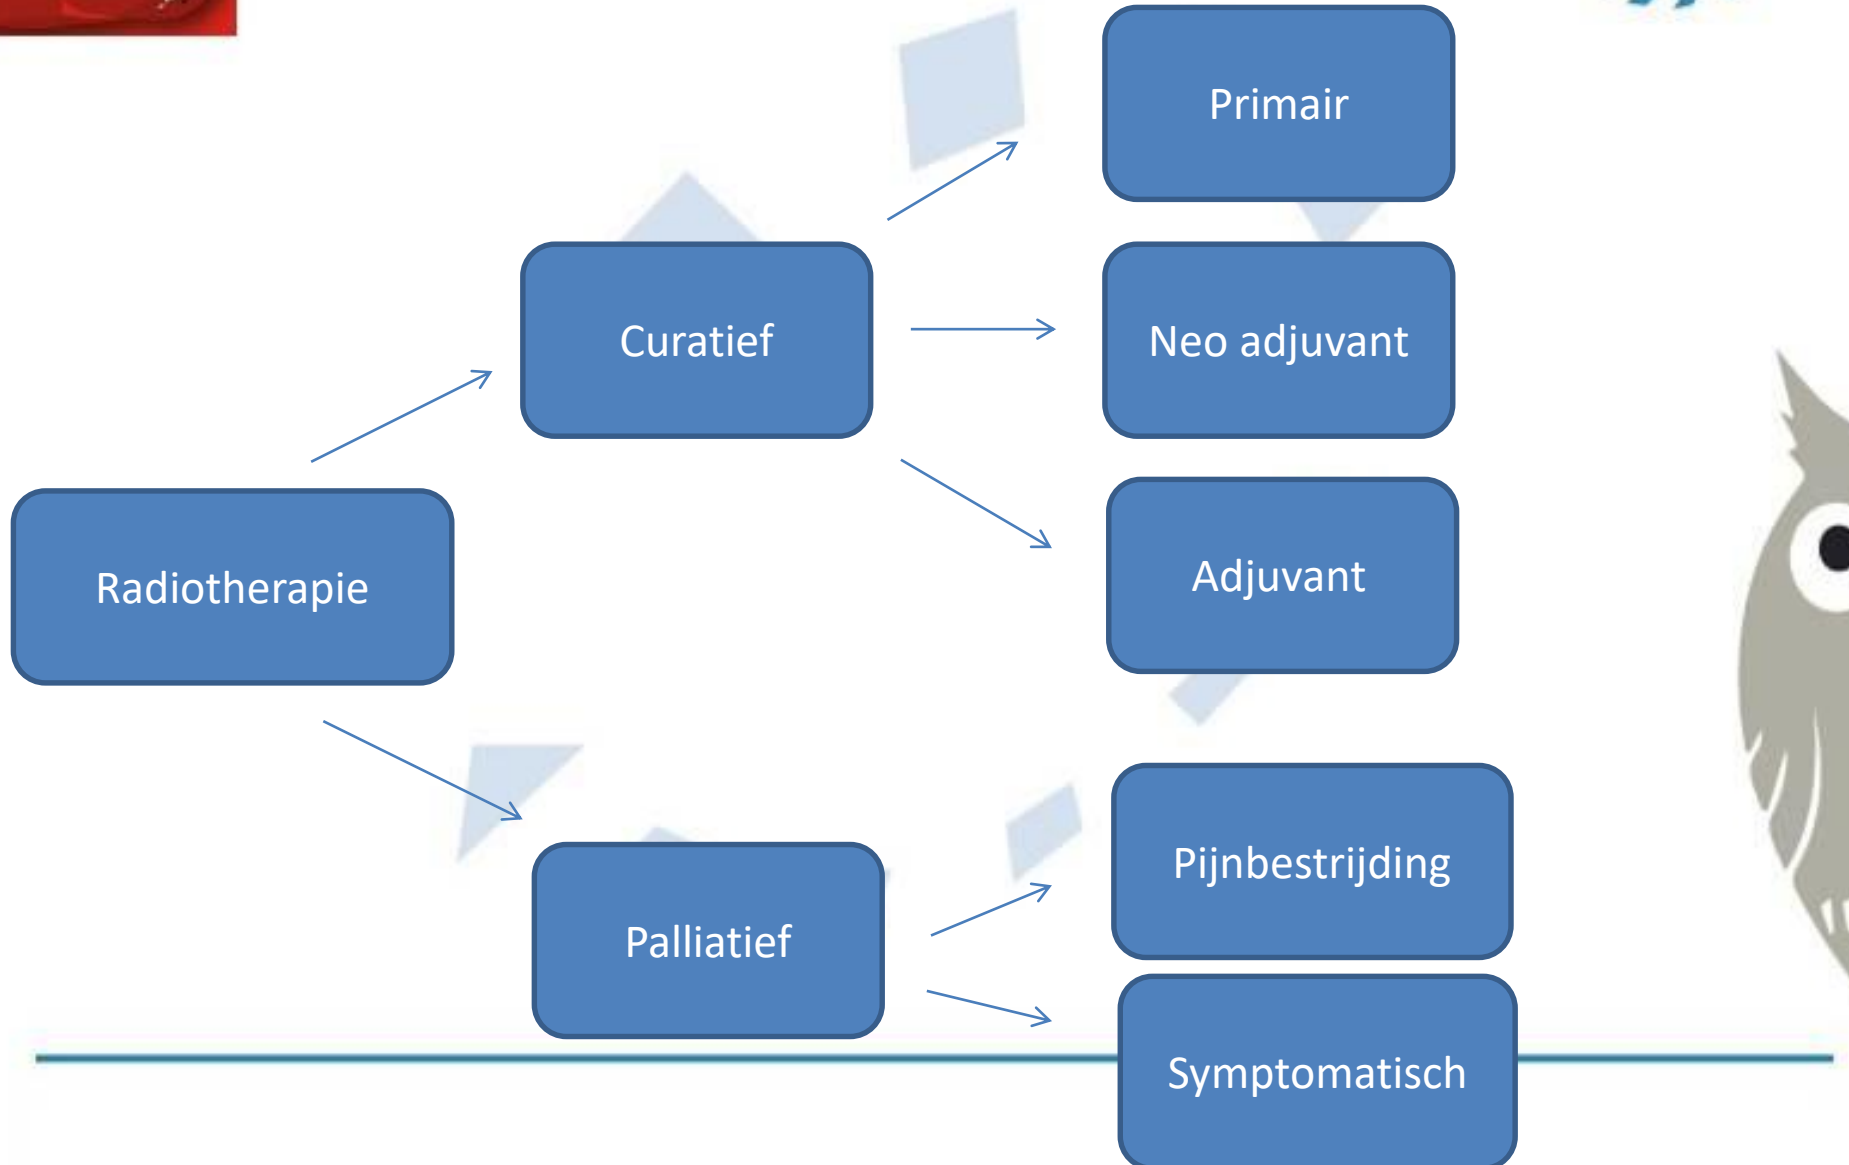 Primair
Curatief
Neo adjuvant
Radiotherapie
Adjuvant
Palliatief
Pijnbestrijding
Symptomatisch